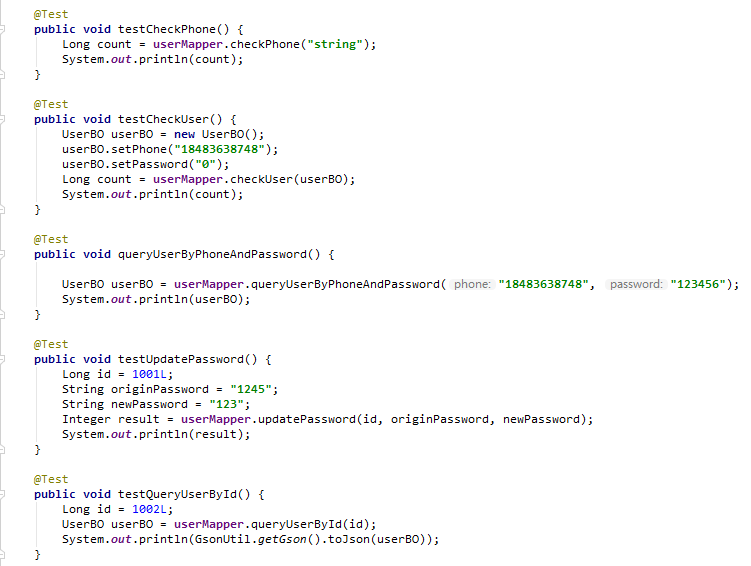 @Test
public void testCheckPhone() {
    Long count = userMapper.checkPhone("string");
    System.out.println(count);
}
@Test
public void testCheckUser() {
    UserBO userBO = new UserBO();
    userBO.setPhone("18483638748");
    userBO.setPassword("0");
    Long count = userMapper.checkUser(userBO);
    System.out.println(count);
}
@Test
public void queryUserByPhoneAndPassword() {
    UserBO userBO = userMapper.queryUserByPhoneAndPassword( phone: "18483638748", password: "123456");
    System.out.println(userBO);
}
@Test
public void testUpdatePassword() {
    Long id = 1001L;
    String originPassword = "1245";
    String newPassword = "123";
    Integer result = userMapper.updatePassword(id, originPassword, newPassword);
    System.out.println(result);
}
@Test
public void testQueryUserById() {
    Long id = 1002L;
    UserBO userBO = userMapper.queryUserById(id);
    System.out.println(GsonUtil.getGson().toJson(userBO));
}